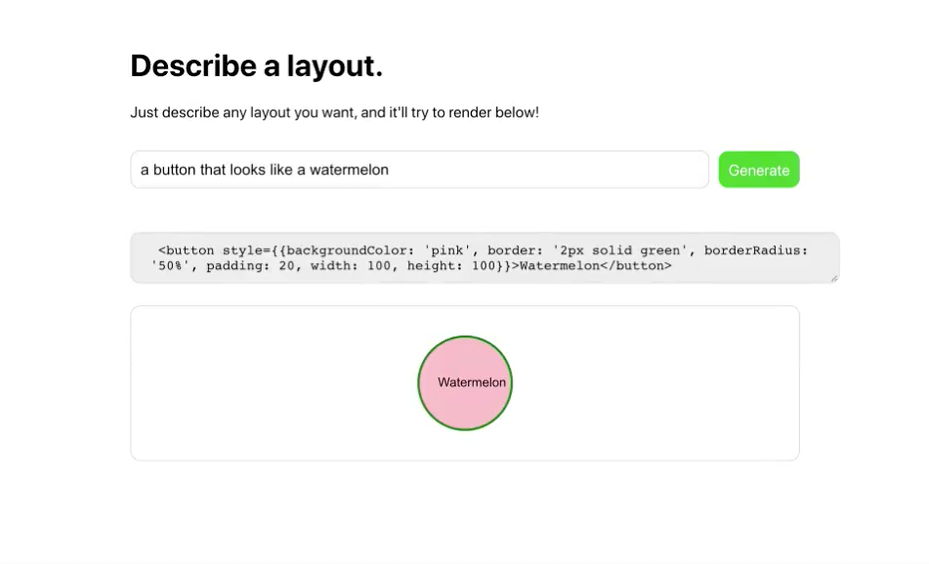 Describe a layout.
Just describe any layout you want, and it'll try to render below!
a button that looks like a watermelon
Generate
<button style={{backgroundColor: 'pink', border: '2px solid green', borderRadius:
'50%', padding: 20, width: 100, height: 100}}>Watermelon</button>
Watermelon